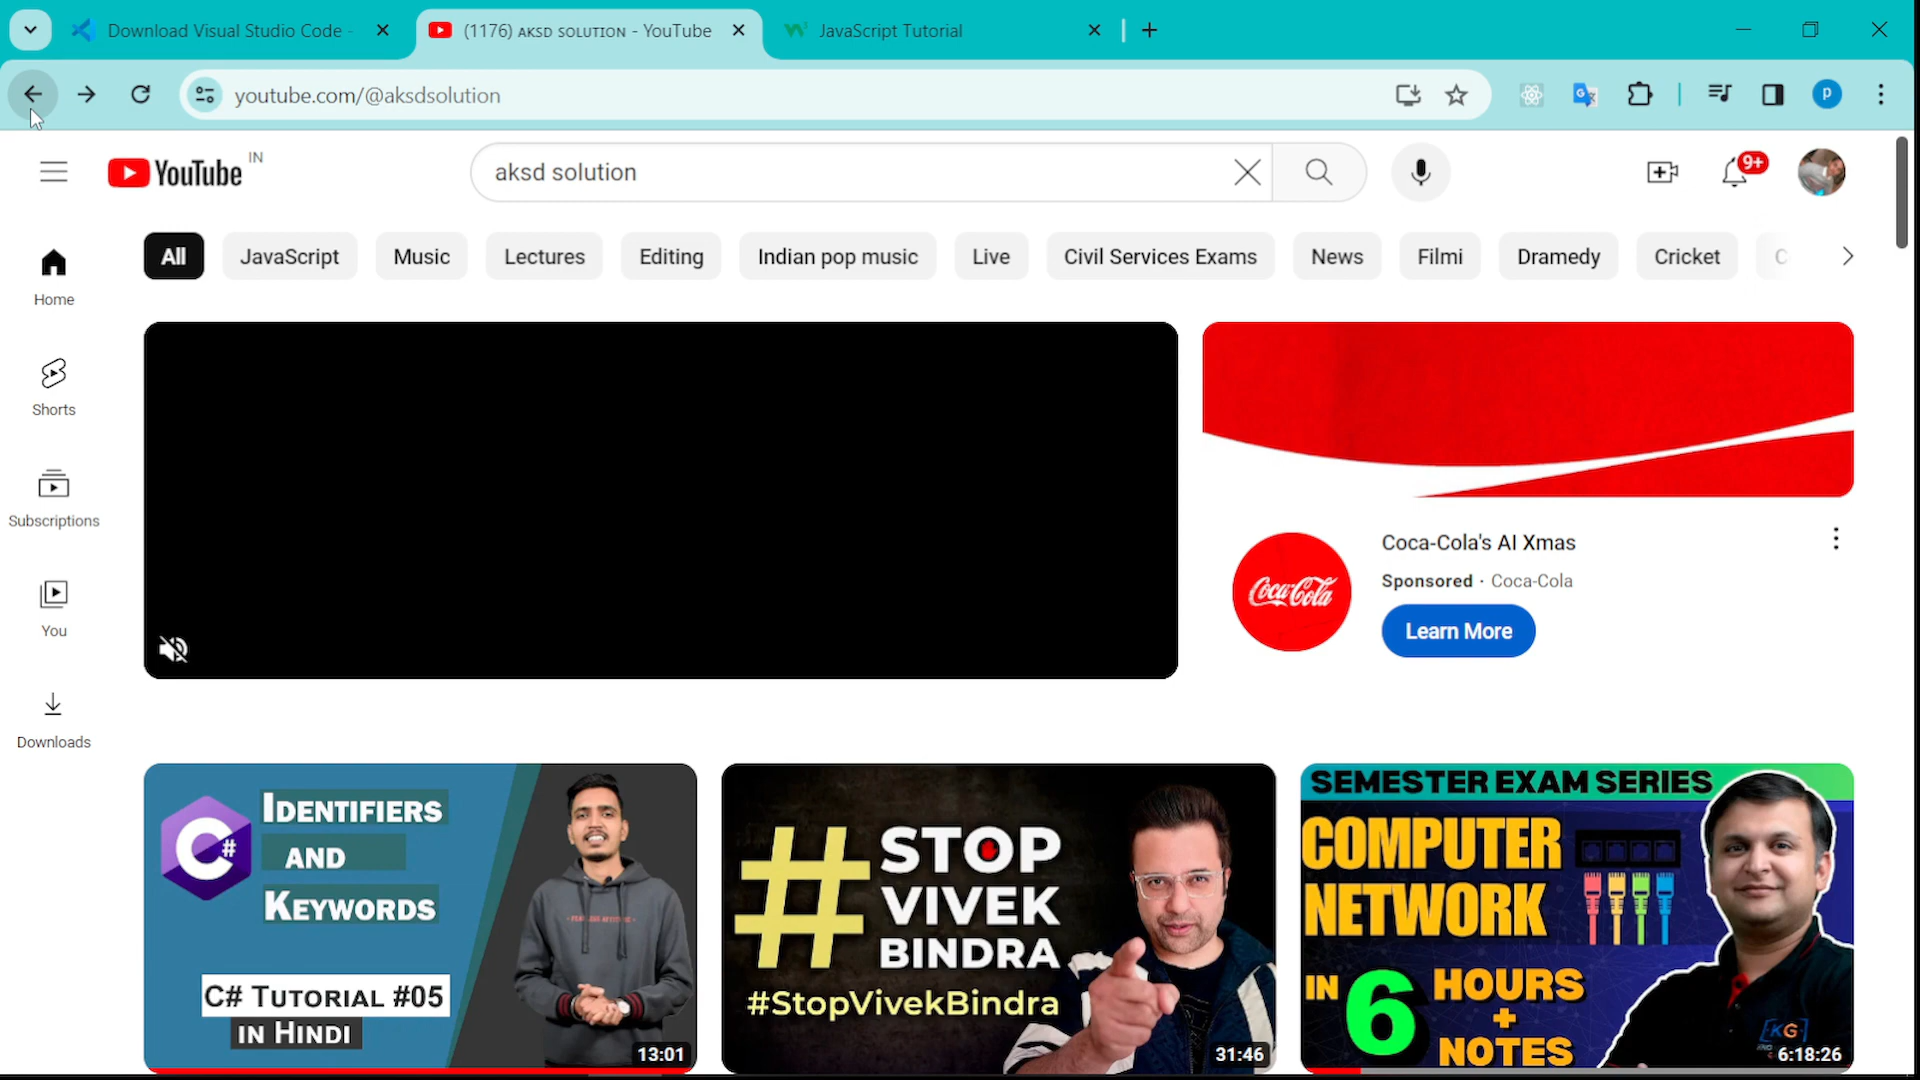 Download Visual Studio Code -
(1176) AKSD SOLUTION - YouTube
JavaScript Tutorial
youtube.com/@aksdsolution
p
YouTube IN
aksd solution
9+
All
JavaScript
Music
Lectures
Editing
Indian pop music
Live
Civil Services Exams
News
Filmi
Dramedy
Cricket
Home
Shorts
Subscriptions
You
Downloads
Coca-Cola
Coca-Cola's AI Xmas
Sponsored · Coca-Cola
Learn More
C#
IDENTIFIERS
AND
KEYWORDS
C# TUTORIAL #05
IN HINDI
13:01
# STOP
VIVEK
BINDRA
#StopVivekBindra
31:46
SEMESTER EXAM SERIES
COMPUTER
NETWORK
IN 6 HOURS
+
NOTES
KG
6:18:26